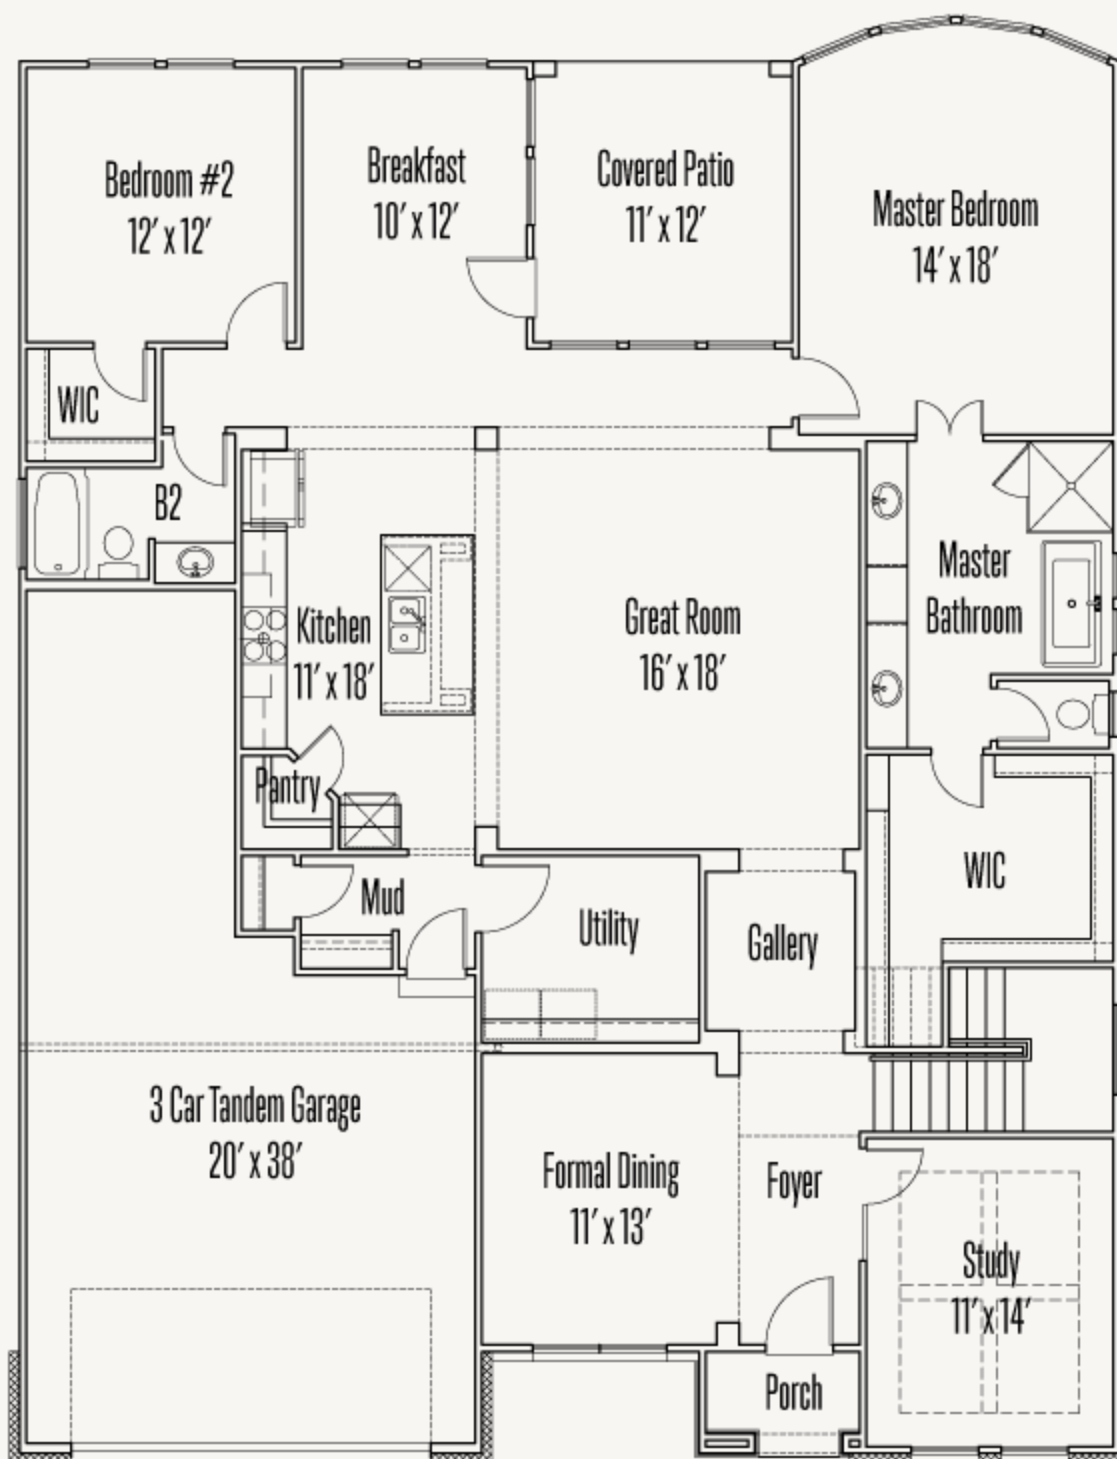 Bedroom #2
12′ x 12′
Breakfast
10′ x 12′
Covered Patio
11′ x 12′
Master Bedroom
14′ x 18′
WIC
B2
Kitchen
11′ x 18′
Great Room
16′ x 18′
Master
Bathroom
Pantry
Mud
Utility
Gallery
WIC
3 Car Tandem Garage
20′ x 38′
Formal Dining
11′ x 13′
Foyer
Study
11′ x 14′
Porch